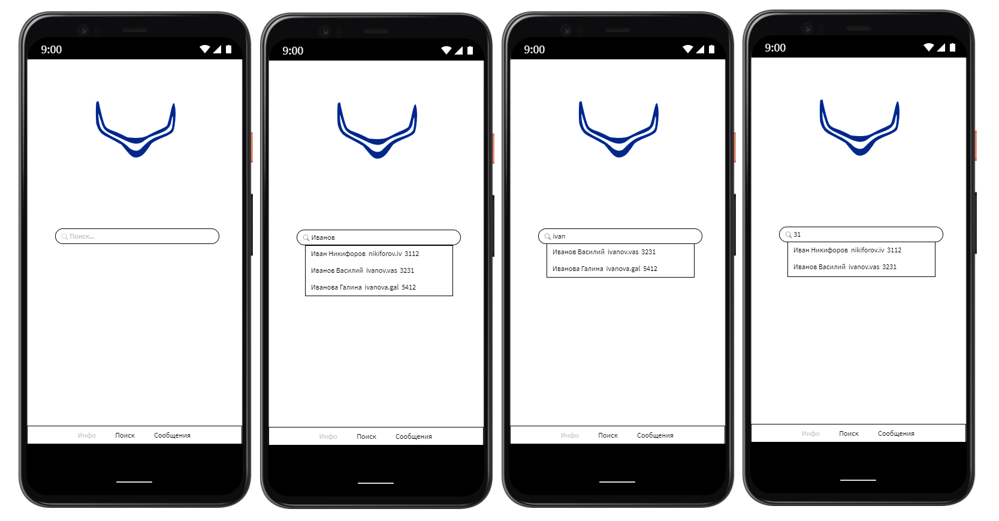 9:00
Поиск...
Инфо Поиск Сообщения
9:00
Иванов
Иван Никифоров nikiforov.iv 3112
Иванов Василий ivanov.vas 3231
Иванова Галина ivanova.gal 5412
Инфо Поиск Сообщения
9:00
ivan
Иванов Василий ivanov.vas 3231
Иванова Галина ivanova.gal 5412
Инфо Поиск Сообщения
9:00
31
Иван Никифоров nikiforov.iv 3112
Иванов Василий ivanov.vas 3231
Инфо Поиск Сообщения